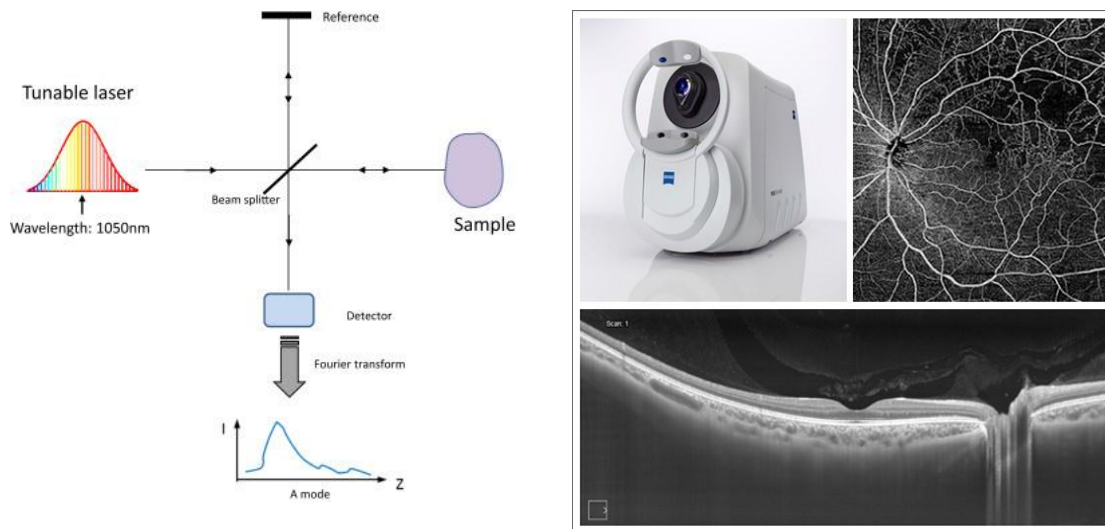 Reference
Tunable laser
Beam splitter
Wavelength: 1050nm
Sample
Detector
Fourier transform
I
Z
A mode
Scan: 1